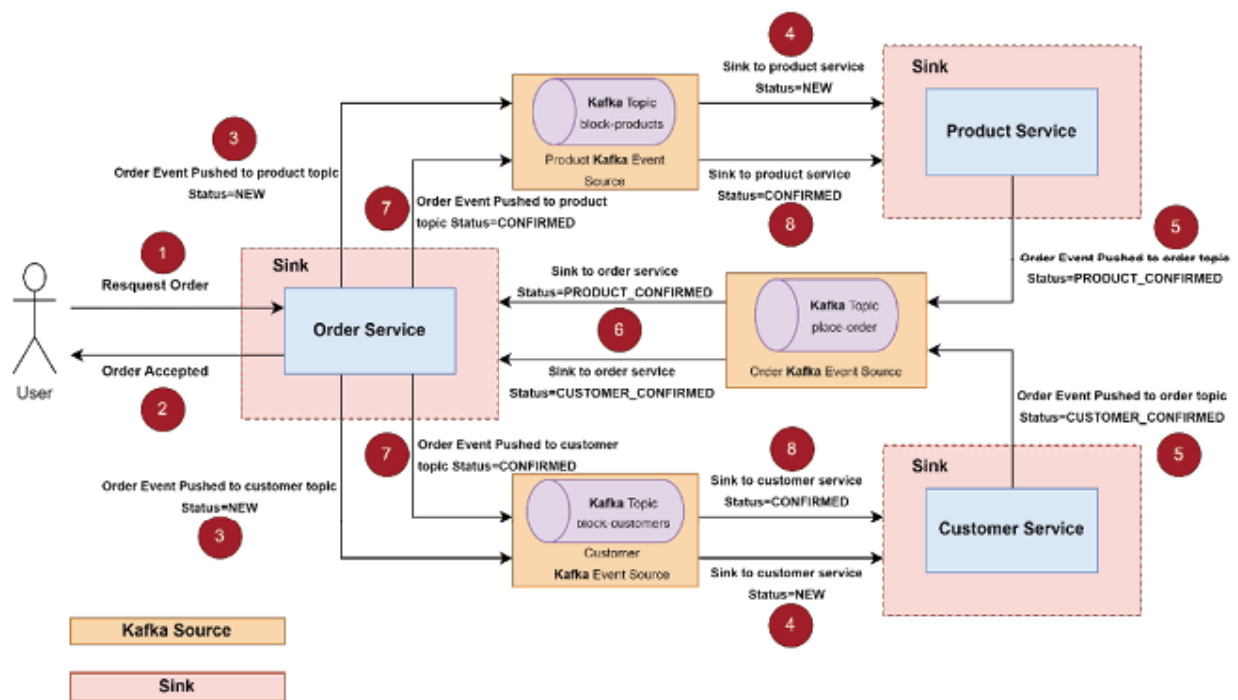 4
Sink to product service
Status=NEW
Sink
Product Service
Kafka Topic
block-products
Product Kafka Event
Source
3
Order Event Pushed to product topic
Status=NEW
Sink to product service
Status=CONFIRMED
8
7
Order Event Pushed to product
topic Status=CONFIRMED
5
Order Event Pushed to order topic
Status=PRODUCT_CONFIRMED
1
Resquest Order
Sink
Order Service
Sink to order service
Status=PRODUCT_CONFIRMED
6
Sink to order service
Status=CUSTOMER_CONFIRMED
Kafka Topic
place-order
Order Kafka Event Source
User
Order Accepted
2
Order Event Pushed to order topic
Status=CUSTOMER_CONFIRMED
5
7
Order Event Pushed to customer
topic Status=CONFIRMED
8
Sink to customer service
Status=CONFIRMED
Sink
Customer Service
Order Event Pushed to customer topic
Status=NEW
3
Kafka Topic
block-customers
Customer
Kafka Event Source
Sink to customer service
Status=NEW
4
Kafka Source
Sink